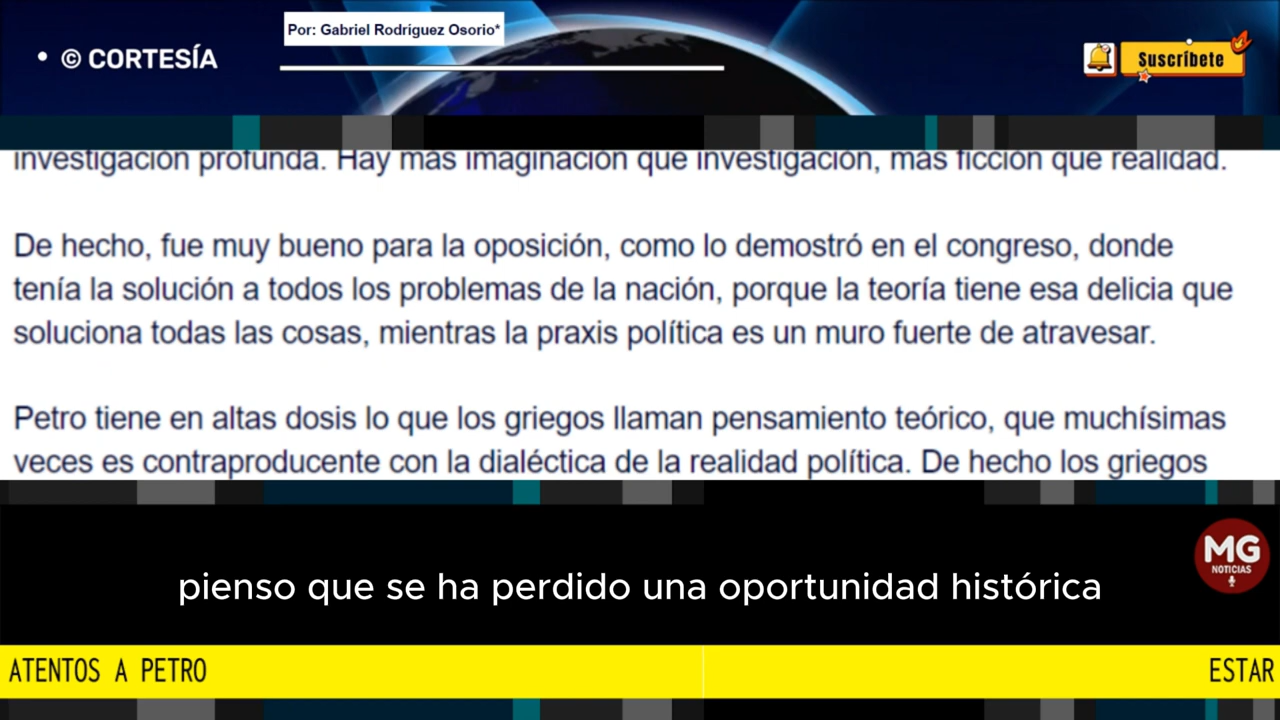 Por: Gabriel Rodríguez Osorio*
• © CORTESÍA
Suscríbete
investigación profunda. Hay más imaginación que investigación, más ficción que realidad.
De hecho, fue muy bueno para la oposición, como lo demostró en el congreso, donde
tenía la solución a todos los problemas de la nación, porque la teoría tiene esa delicia que
soluciona todas las cosas, mientras la praxis política es un muro fuerte de atravesar.
Petro tiene en altas dosis lo que los griegos llaman pensamiento teórico, que muchísimas
veces es contraproducente con la dialéctica de la realidad política. De hecho los griegos
MG
NOTICIAS
pienso que se ha perdido una oportunidad histórica
ATENTOS A PETRO
ESTAR